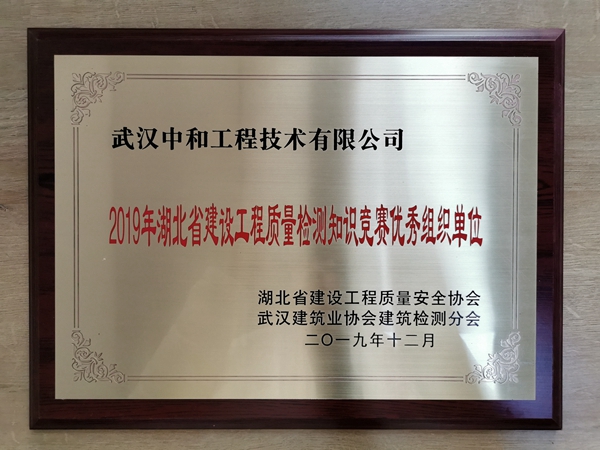 武汉中和工程技术有限公司
2019年湖北省建设工程质量检测知识竞赛优秀组织单位
湖北省建设工程质量安全协会
武汉建筑业协会建筑检测分会
二〇一九年十二月